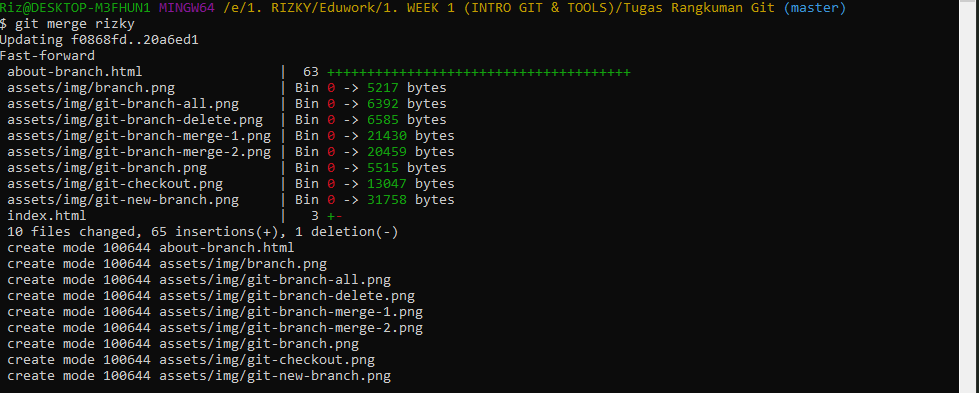 Riz@DESKTOP-M3FHUN1 MINGW64 /e/1. RIZKY/Eduwork/1. WEEK 1 (INTRO GIT & TOOLS)/Tugas Rangkuman Git (master)
$ git merge rizky
Updating f0868fd..20a6ed1
Fast-forward
 about-branch.html                  |  63 ++++++++++++++++++++++++++++++++++++++
 assets/img/branch.png              | Bin 0 -> 5217 bytes
 assets/img/git-branch-all.png      | Bin 0 -> 6392 bytes
 assets/img/git-branch-delete.png   | Bin 0 -> 6585 bytes
 assets/img/git-branch-merge-1.png | Bin 0 -> 21430 bytes
 assets/img/git-branch-merge-2.png | Bin 0 -> 20459 bytes
 assets/img/git-branch.png          | Bin 0 -> 5515 bytes
 assets/img/git-checkout.png        | Bin 0 -> 13047 bytes
 assets/img/git-new-branch.png      | Bin 0 -> 31758 bytes
 index.html                         |   3 +-
 10 files changed, 65 insertions(+), 1 deletion(-)
 create mode 100644 about-branch.html
 create mode 100644 assets/img/branch.png
 create mode 100644 assets/img/git-branch-all.png
 create mode 100644 assets/img/git-branch-delete.png
 create mode 100644 assets/img/git-branch-merge-1.png
 create mode 100644 assets/img/git-branch-merge-2.png
 create mode 100644 assets/img/git-branch.png
 create mode 100644 assets/img/git-checkout.png
 create mode 100644 assets/img/git-new-branch.png